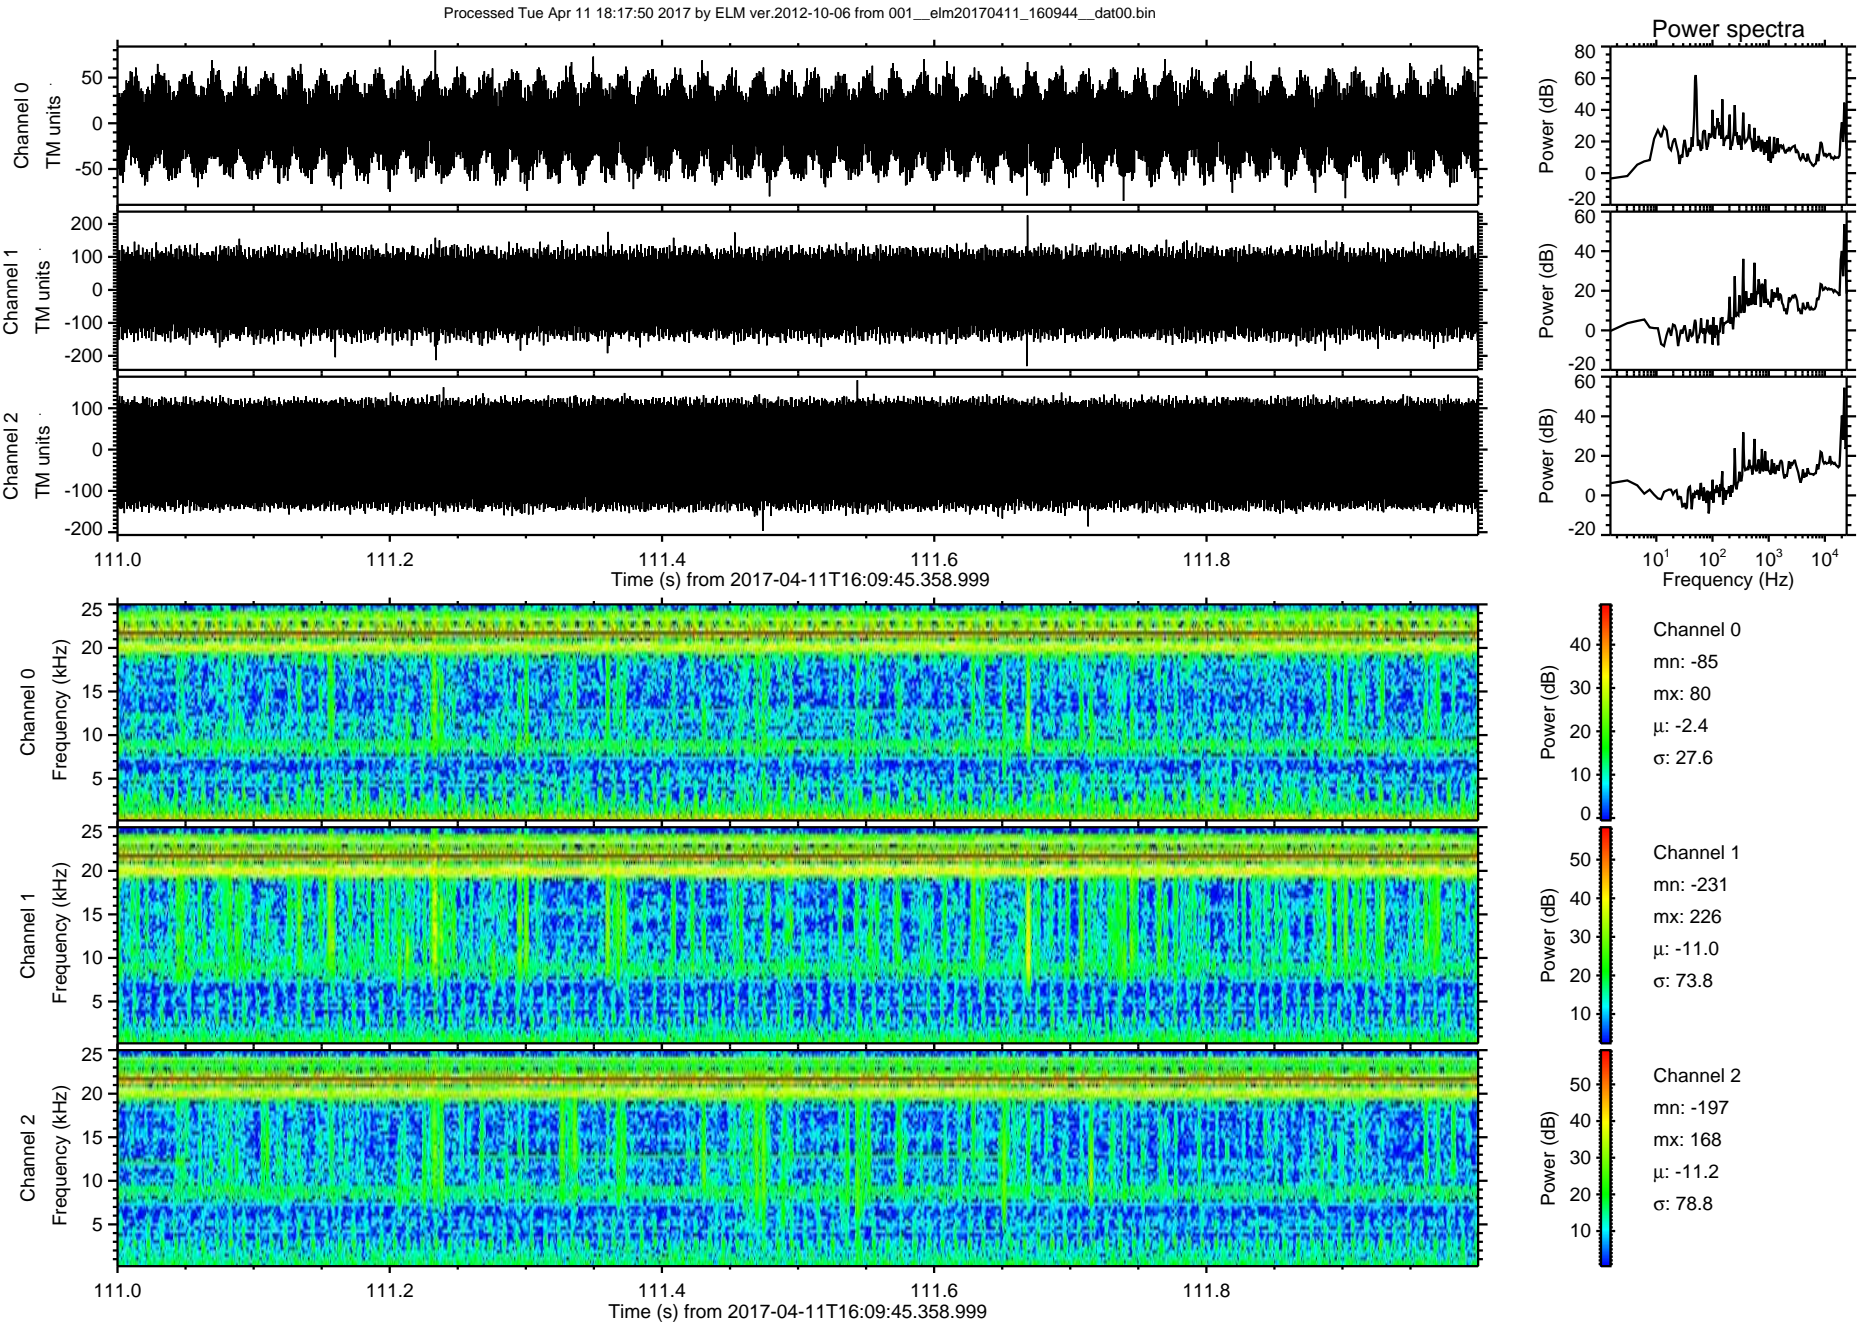 Processed Tue Apr 11 18:17:50 2017 by ELM ver.2012-10-06 from 001__elm20170411_160944__dat00.bin
Power spectra
Channel 0
TM units
50
0
-50
Power (dB)
80
60
40
20
0
-20
Channel 1
TM units
200
100
0
-100
-200
Power (dB)
60
40
20
0
-20
Channel 2
TM units
100
0
-100
-200
Power (dB)
60
40
20
0
-20
111.0 111.2 111.4 111.6 111.8
Time (s) from 2017-04-11T16:09:45.358.999
10^1 10^2 10^3 10^4
Frequency (Hz)
Channel 0
Frequency (kHz)
25
20
15
10
5
Power (dB)
40
30
20
10
0
Channel 0
mn: -85
mx: 80
μ: -2.4
σ: 27.6
Channel 1
Frequency (kHz)
25
20
15
10
5
Power (dB)
50
40
30
20
10
Channel 1
mn: -231
mx: 226
μ: -11.0
σ: 73.8
Channel 2
Frequency (kHz)
25
20
15
10
5
Power (dB)
50
40
30
20
10
Channel 2
mn: -197
mx: 168
μ: -11.2
σ: 78.8
111.0 111.2 111.4 111.6 111.8
Time (s) from 2017-04-11T16:09:45.358.999